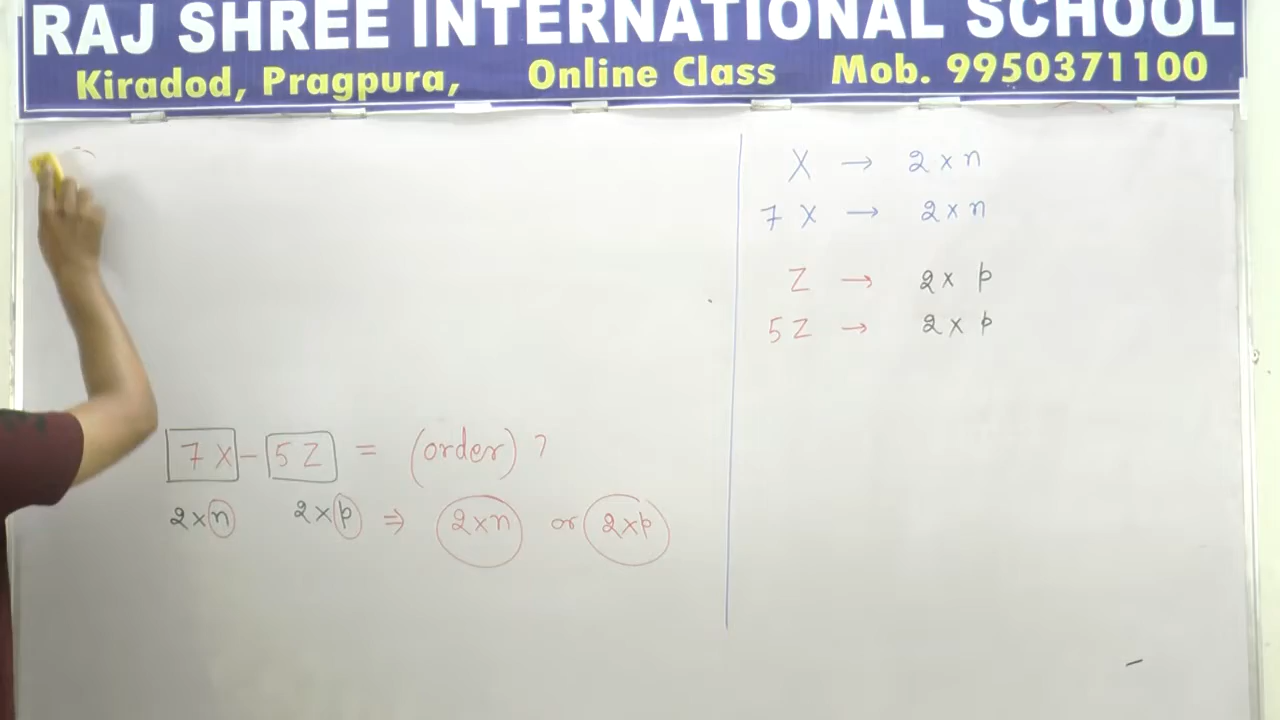 RAJ SHREE INTERNATIONAL SCHOOL
Kiradod, Pragpura, Online Class Mob. 9950371100
X → 2 × n
7 X → 2 × n
Z → 2 × p
5 Z → 2 × p
7 X - 5 Z = (order) ?
2 × n 2 × p ⇒ 2 × n or 2 × p